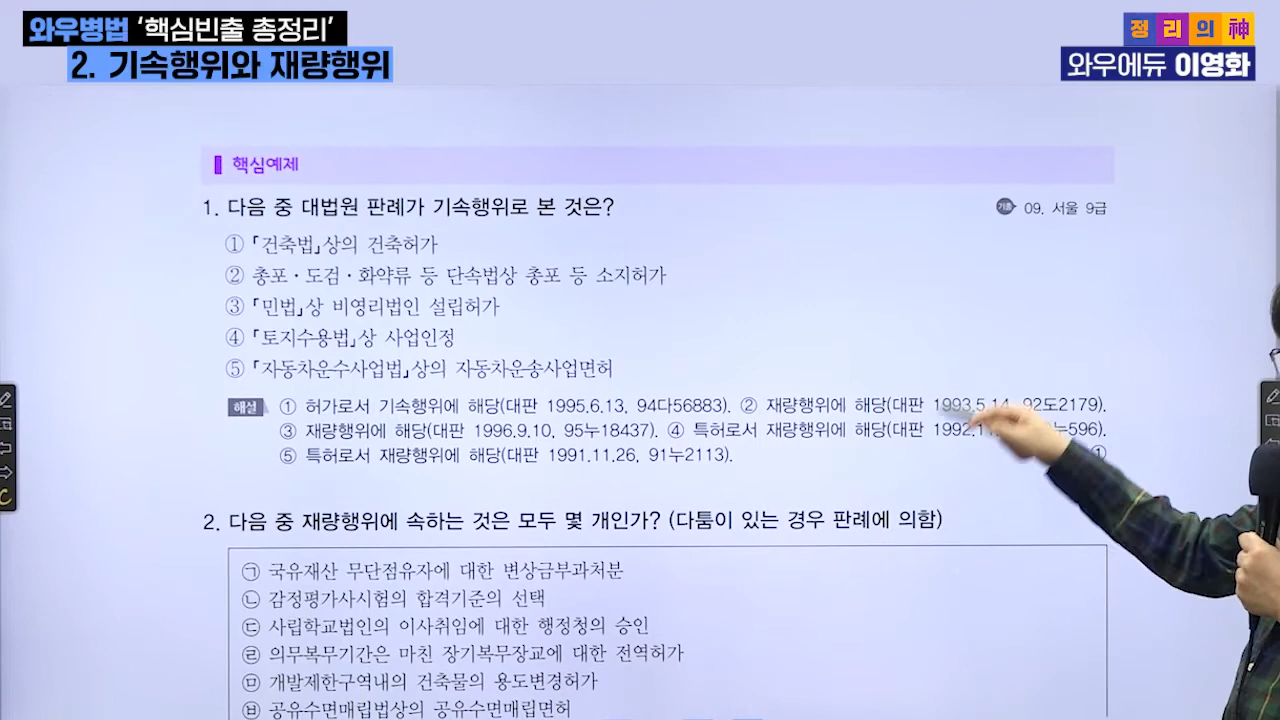 와우병법 '핵심빈출 총정리'
2. 기속행위와 재량행위
정리의神
와우에듀 이영화
핵심예제
1. 다음 중 대법원 판례가 기속행위로 본 것은?
기출 09. 서울 9급
① 「건축법」상의 건축허가
② 총포·도검·화약류 등 단속법상 총포 등 소지허가
③ 「민법」상 비영리법인 설립허가
④ 「토지수용법」상 사업인정
⑤ 「자동차운수사업법」상의 자동차운송사업면허
해설 ① 허가로서 기속행위에 해당(대판 1995.6.13, 94다56883). ② 재량행위에 해당(대판 1993.5.14, 92도2179).
③ 재량행위에 해당(대판 1996.9.10, 95누18437). ④ 특허로서 재량행위에 해당(대판 1992.
⑤ 특허로서 재량행위에 해당(대판 1991.11.26, 91누2113). ①
2. 다음 중 재량행위에 속하는 것은 모두 몇 개인가? (다툼이 있는 경우 판례에 의함)
㉠ 국유재산 무단점유자에 대한 변상금부과처분
㉡ 감정평가사시험의 합격기준의 선택
㉢ 사립학교법인의 이사취임에 대한 행정청의 승인
㉣ 의무복무기간은 마친 장기복무장교에 대한 전역허가
㉤ 개발제한구역내의 건축물의 용도변경허가
㉥ 공유수면매립법상의 공유수면매립면허